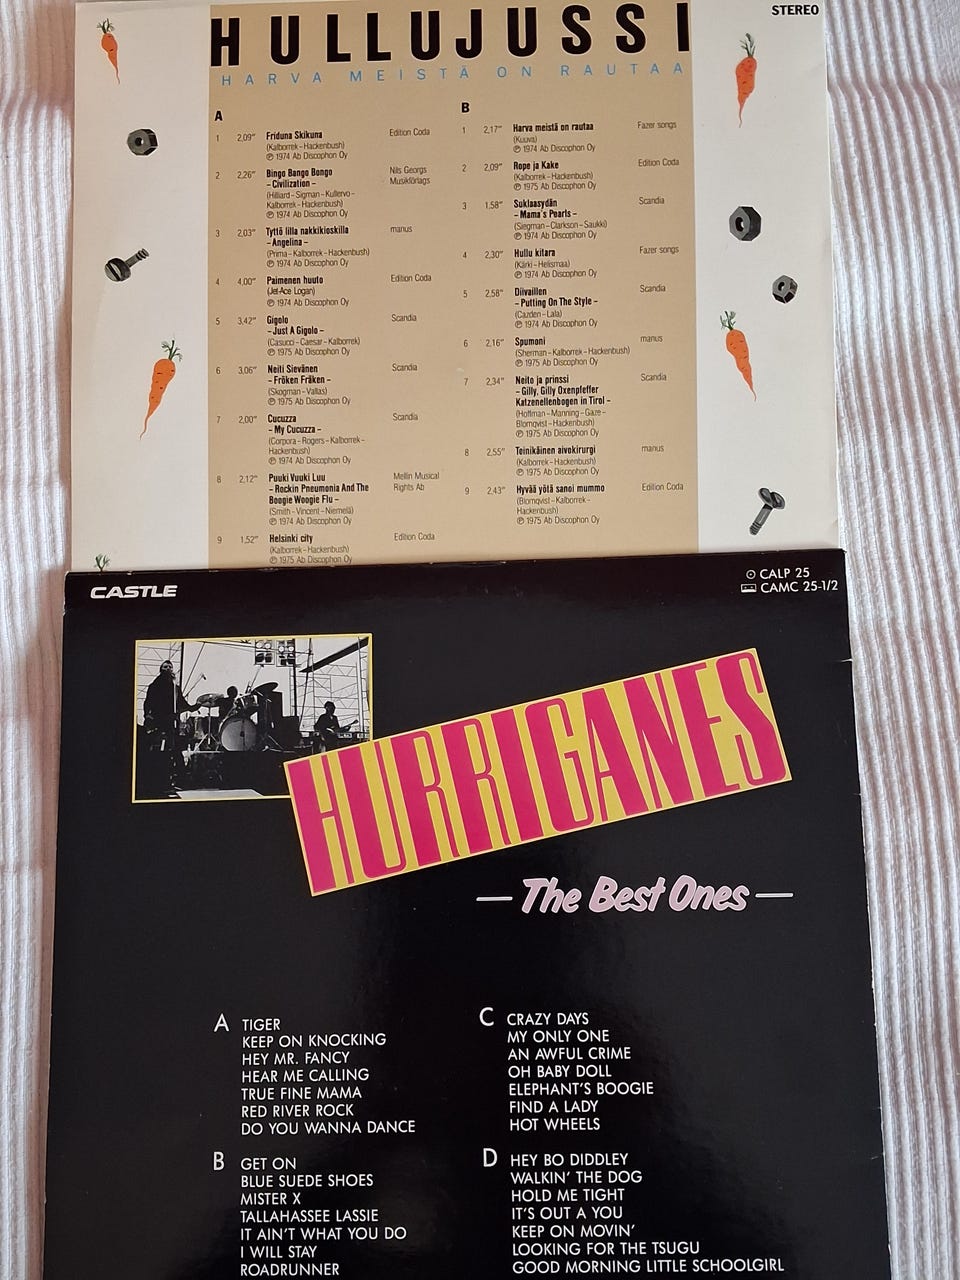 HULLUJUSSI
STEREO
HARVA MEISTÄ ON RAUTAA
A
1 2,09" Friduna Skikuna Edition Coda
(Kalborrek-Hackenbush)
℗ 1974 Ab Discophon Oy
2 2,26" Bingo Bango Bongo Nils Georgs
- Civilization - Musikförlags
(Hilliard-Sigman-Kullervo-
Kalborrek-Hackenbush)
℗ 1974 Ab Discophon Oy
3 2,03" Tyttö lilla nakkikioskilla manus
- Angelina -
(Prima-Kalborrek-Hackenbush)
℗ 1974 Ab Discophon Oy
4 4,00" Paimenen huuto Edition Coda
(Jet-Ace Logan)
℗ 1974 Ab Discophon Oy
5 3,42" Gigolo Scandia
- Just A Gigolo -
(Casucci-Caesar-Kalborrek)
℗ 1975 Ab Discophon Oy
6 3,06" Neiti Sievänen Scandia
- Fröken Fräken -
(Skogman-Vallas)
℗ 1975 Ab Discophon Oy
7 2,00" Cucuzza Scandia
- My Cucuzza -
(Corpora-Rogers-Kalborrek-
Hackenbush)
℗ 1974 Ab Discophon Oy
8 2,12" Puuki Vuuki Luu Mellin Musical
- Rockin Pneumonia And The Rights Ab
Boogie Woogie Flu -
(Smith-Vincent-Niemelä)
℗ 1974 Ab Discophon Oy
9 1,52" Helsinki city Edition Coda
(Kalborrek-Hackenbush)
℗ 1975 Ab Discophon Oy
B
1 2,17" Harva meistä on rautaa Fazer songs
(Kuuva)
℗ 1974 Ab Discophon Oy
2 2,09" Rope ja Kake Edition Coda
(Kalborrek-Hackenbush)
℗ 1975 Ab Discophon Oy
3 1,58" Suklaasydän Scandia
- Mama's Pearls -
(Siegman-Clarkson-Saukki)
℗ 1974 Ab Discophon Oy
4 2,30" Hullu kitara Fazer songs
(Kärki-Helismaa)
℗ 1974 Ab Discophon Oy
5 2,58" Diivaillen Scandia
- Putting On The Style -
(Cazden-Lala)
℗ 1974 Ab Discophon Oy
6 2,16" Spumoni manus
(Sherman-Kalborrek-Hackenbush)
℗ 1975 Ab Discophon Oy
7 2,34" Neito ja prinssi Scandia
- Gilly, Gilly Oxenpfeffer
Katzenellenbogen in Tirol -
(Hoffman-Manning-Gaze-
Blomqvist-Hackenbush)
℗ 1975 Ab Discophon Oy
8 2,55" Teinikäinen aivokirurgi manus
(Kalborrek-Hackenbush)
℗ 1975 Ab Discophon Oy
9 2,43" Hyvää yötä sanoi mummo Edition Coda
(Blomqvist-Kalborrek-
Hackenbush)
℗ 1975 Ab Discophon Oy
CASTLE
CALP 25
CAMC 25-1/2
HURRIGANES
- The Best Ones -
A TIGER
KEEP ON KNOCKING
HEY MR. FANCY
HEAR ME CALLING
TRUE FINE MAMA
RED RIVER ROCK
DO YOU WANNA DANCE
B GET ON
BLUE SUEDE SHOES
MISTER X
TALLAHASSEE LASSIE
IT AIN'T WHAT YOU DO
I WILL STAY
ROADRUNNER
C CRAZY DAYS
MY ONLY ONE
AN AWFUL CRIME
OH BABY DOLL
ELEPHANT'S BOOGIE
FIND A LADY
HOT WHEELS
D HEY BO DIDDLEY
WALKIN' THE DOG
HOLD ME TIGHT
IT'S OUT A YOU
KEEP ON MOVIN'
LOOKING FOR THE TSUGU
GOOD MORNING LITTLE SCHOOLGIRL